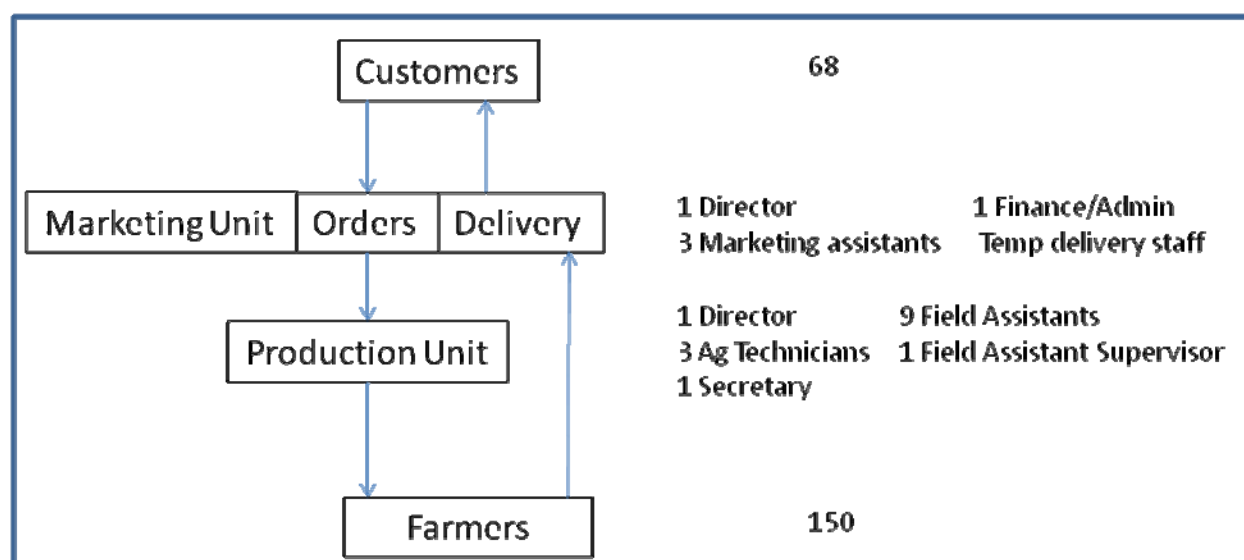 Customers 68
Marketing Unit Orders Delivery
1 Director 1 Finance/Admin
3 Marketing assistants Temp delivery staff
Production Unit
1 Director 9 Field Assistants
3 Ag Technicians 1 Field Assistant Supervisor
1 Secretary
Farmers 150